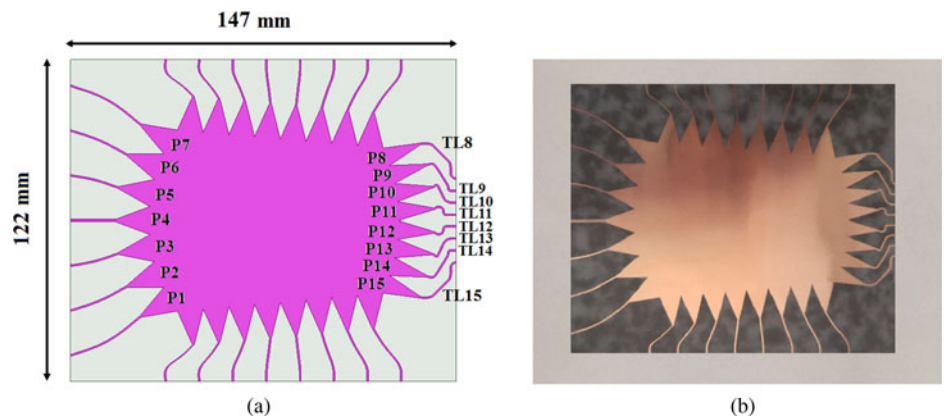 147 mm
122 mm
P7
P6
P5
P4
P3
P2
P1
P8
P9
P10
P11
P12
P13
P14
P15
TL8
TL9
TL10
TL11
TL12
TL13
TL14
TL15
(a)
(b)